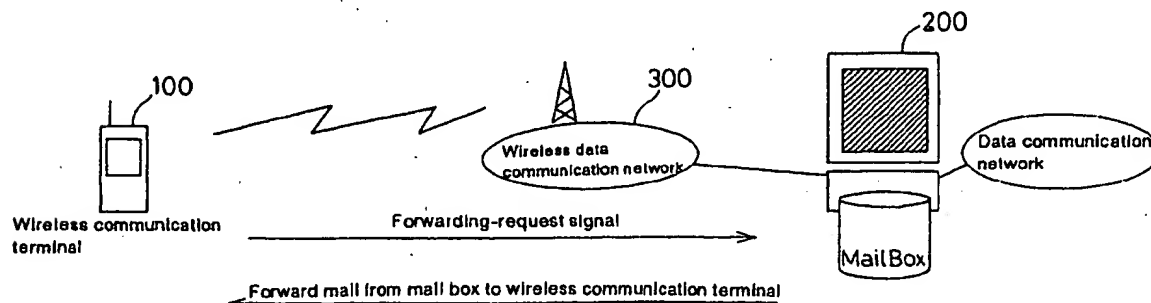 200
100
300
Wireless data
communication network
Data communication
network
Wireless communication
terminal
Forwarding-request signal
MailBox
Forward mail from mail box to wireless communication terminal